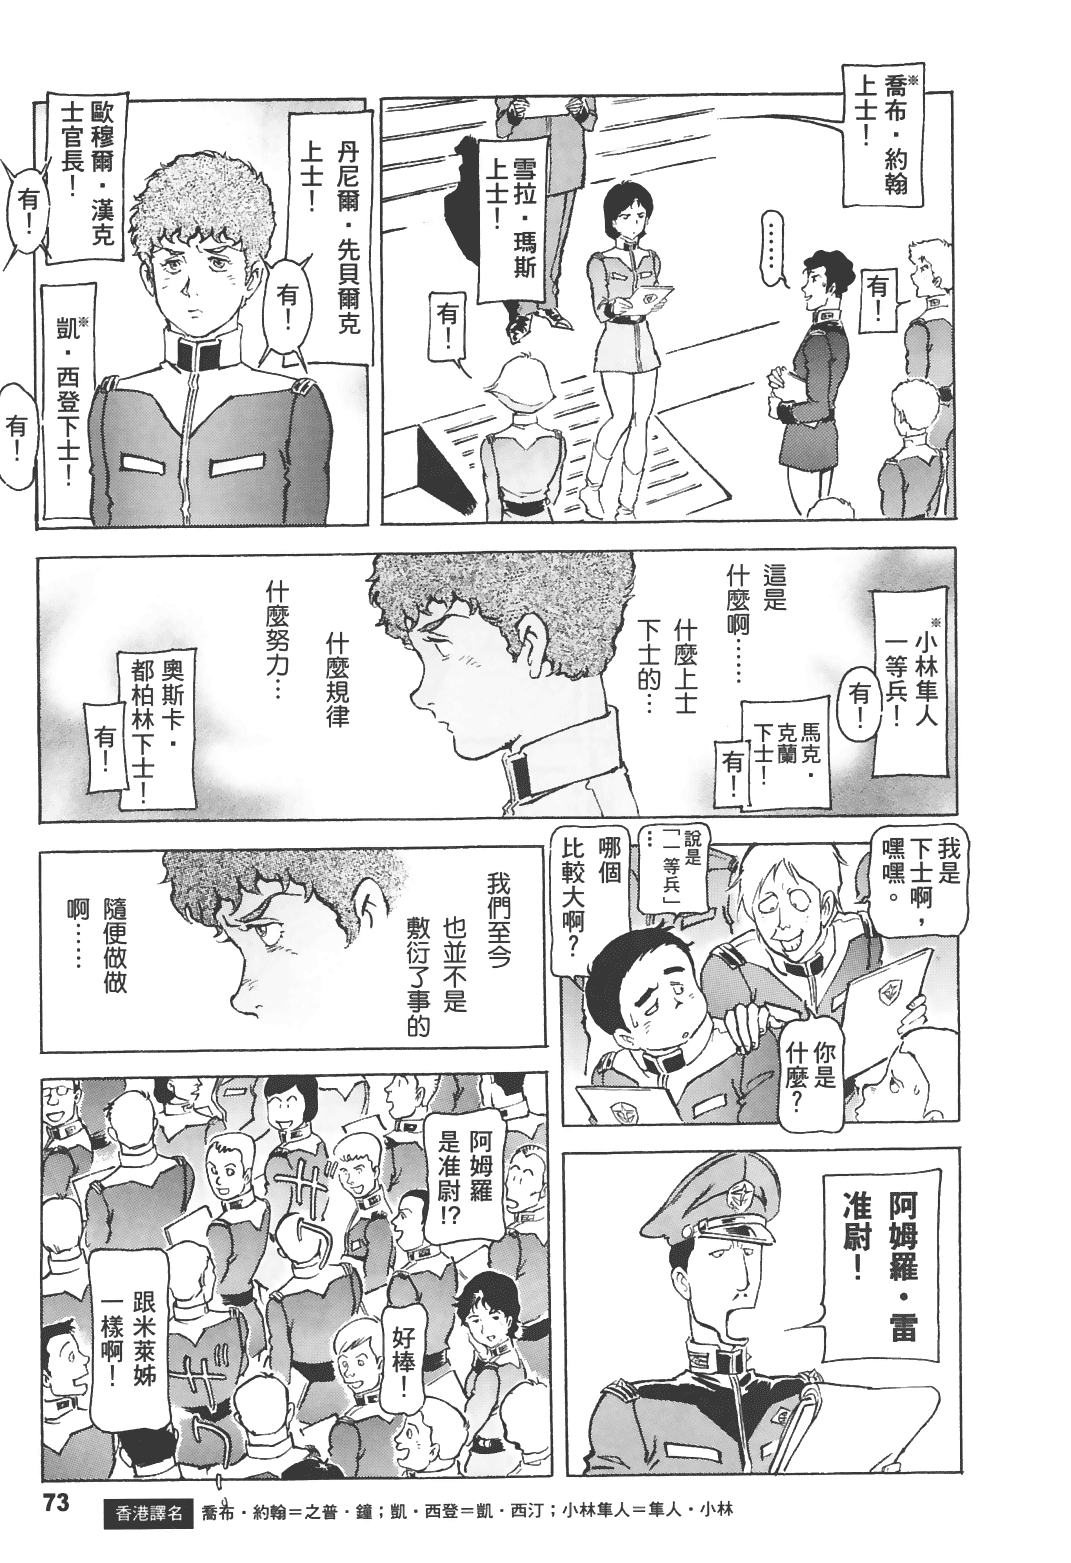 ※喬布・約翰
上士！
有！
……
雪拉・瑪斯
上士！
有！
丹尼爾・先貝爾克
上士！
有！
歐穆爾・漢克
士官長！
有！
※凱・西登下士！
有！
※小林隼人
一等兵！
有！
馬克・
克蘭
下士！
有！
這是
什麼啊……
什麼上士
下士的…
什麼規律
什麼努力…
奧斯卡・
都柏林下士！
有！
我是
下士啊，
嘿嘿。
你是
什麼？
說是
「一等兵」
…
哪個
比較大啊？
我們至今
也並不是
敷衍了事的
隨便做做
啊……
阿姆羅・雷
准尉！
阿姆羅
是准尉!?
ザザ
好棒！
ザザ
跟米萊姊
一樣啊！
73
香港譯名 喬布・約翰＝之普・鐘；凱・西登＝凱・西汀；小林隼人＝隼人・小林